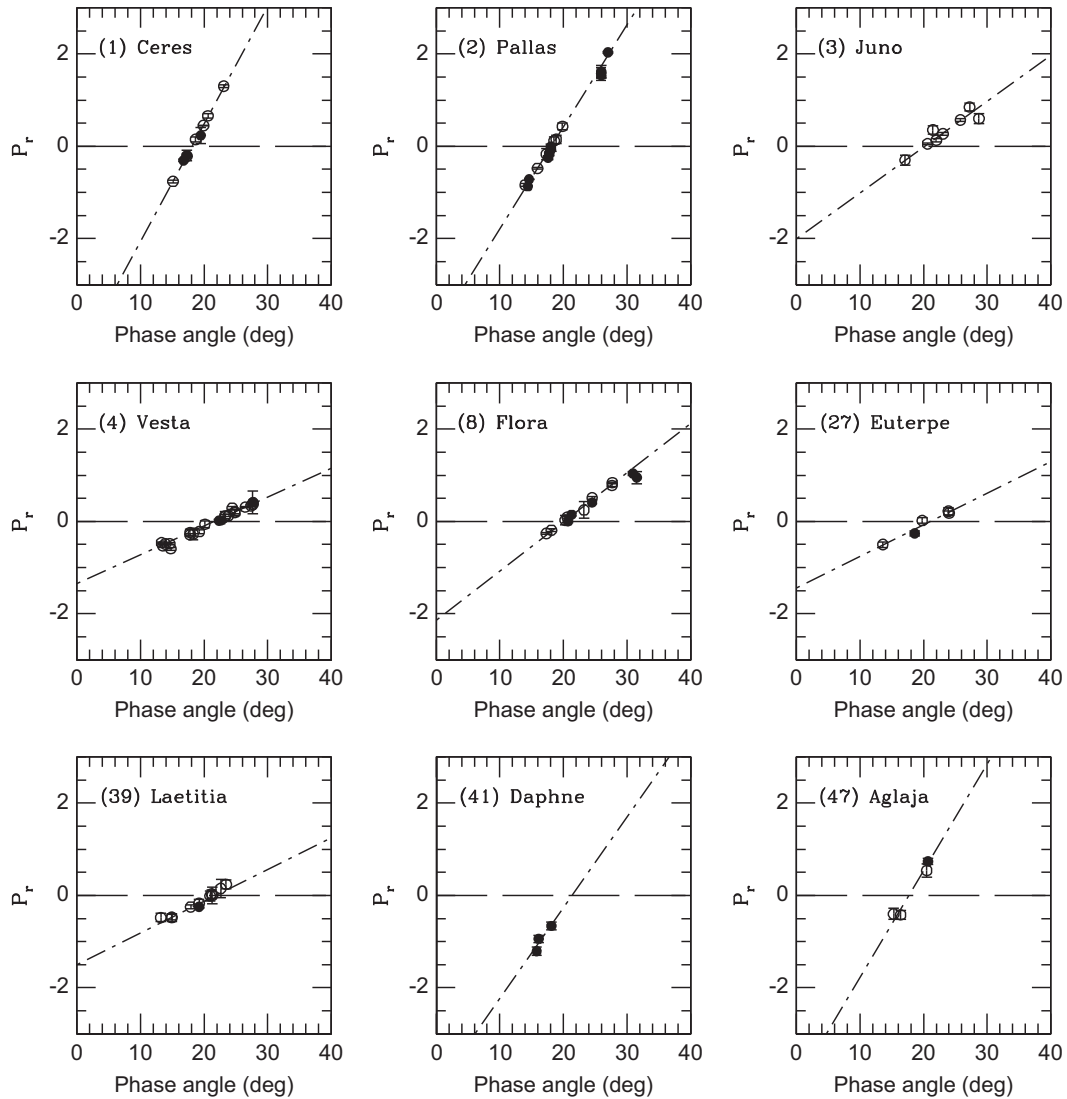 (1) Ceres
2
0
-2
P_r
0 10 20 30 40
Phase angle (deg)
(2) Pallas
2
0
-2
P_r
0 10 20 30 40
Phase angle (deg)
(3) Juno
2
0
-2
P_r
0 10 20 30 40
Phase angle (deg)
(4) Vesta
2
0
-2
P_r
0 10 20 30 40
Phase angle (deg)
(8) Flora
2
0
-2
P_r
0 10 20 30 40
Phase angle (deg)
(27) Euterpe
2
0
-2
P_r
0 10 20 30 40
Phase angle (deg)
(39) Laetitia
2
0
-2
P_r
0 10 20 30 40
Phase angle (deg)
(41) Daphne
2
0
-2
P_r
0 10 20 30 40
Phase angle (deg)
(47) Aglaja
2
0
-2
P_r
0 10 20 30 40
Phase angle (deg)